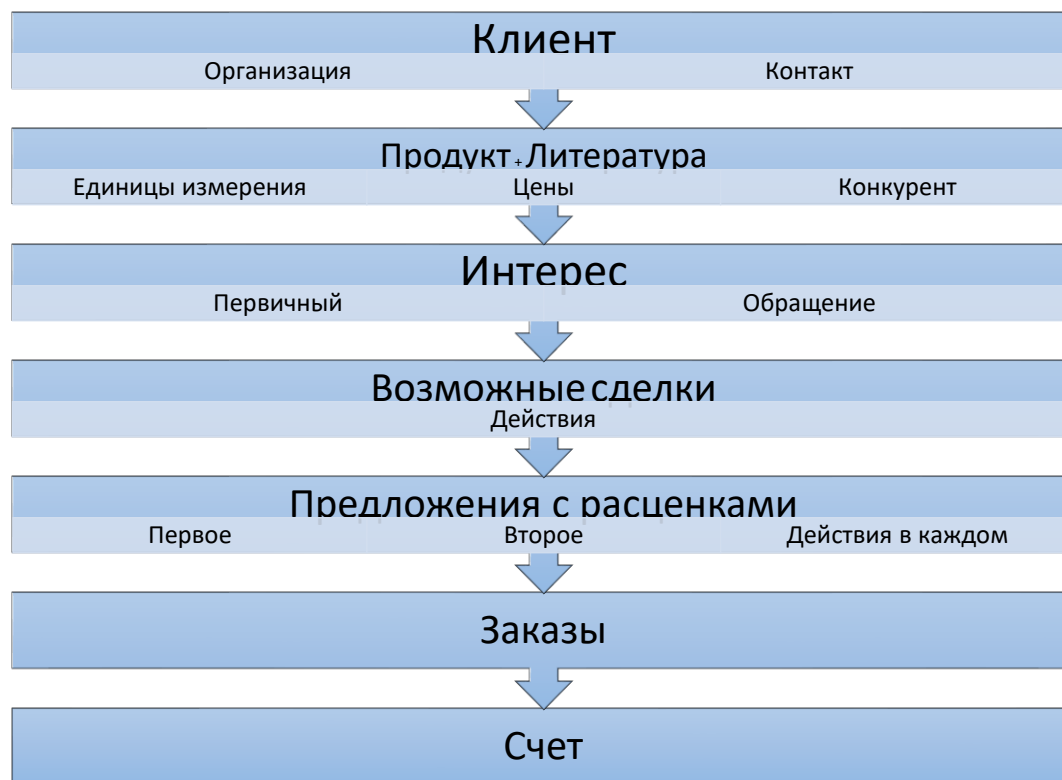 Клиент
Организация Контакт
Продукт + Литература
Единицы измерения Цены Конкурент
Интерес
Первичный Обращение
Возможные сделки
Действия
Предложения с расценками
Первое Второе Действия в каждом
Заказы
Счет